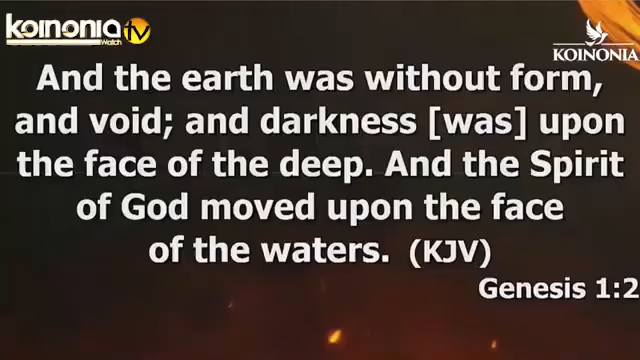 koinonia tv
Watch
KOINONIA
And the earth was without form,
and void; and darkness [was] upon
the face of the deep. And the Spirit
of God moved upon the face
of the waters. (KJV)
Genesis 1:2